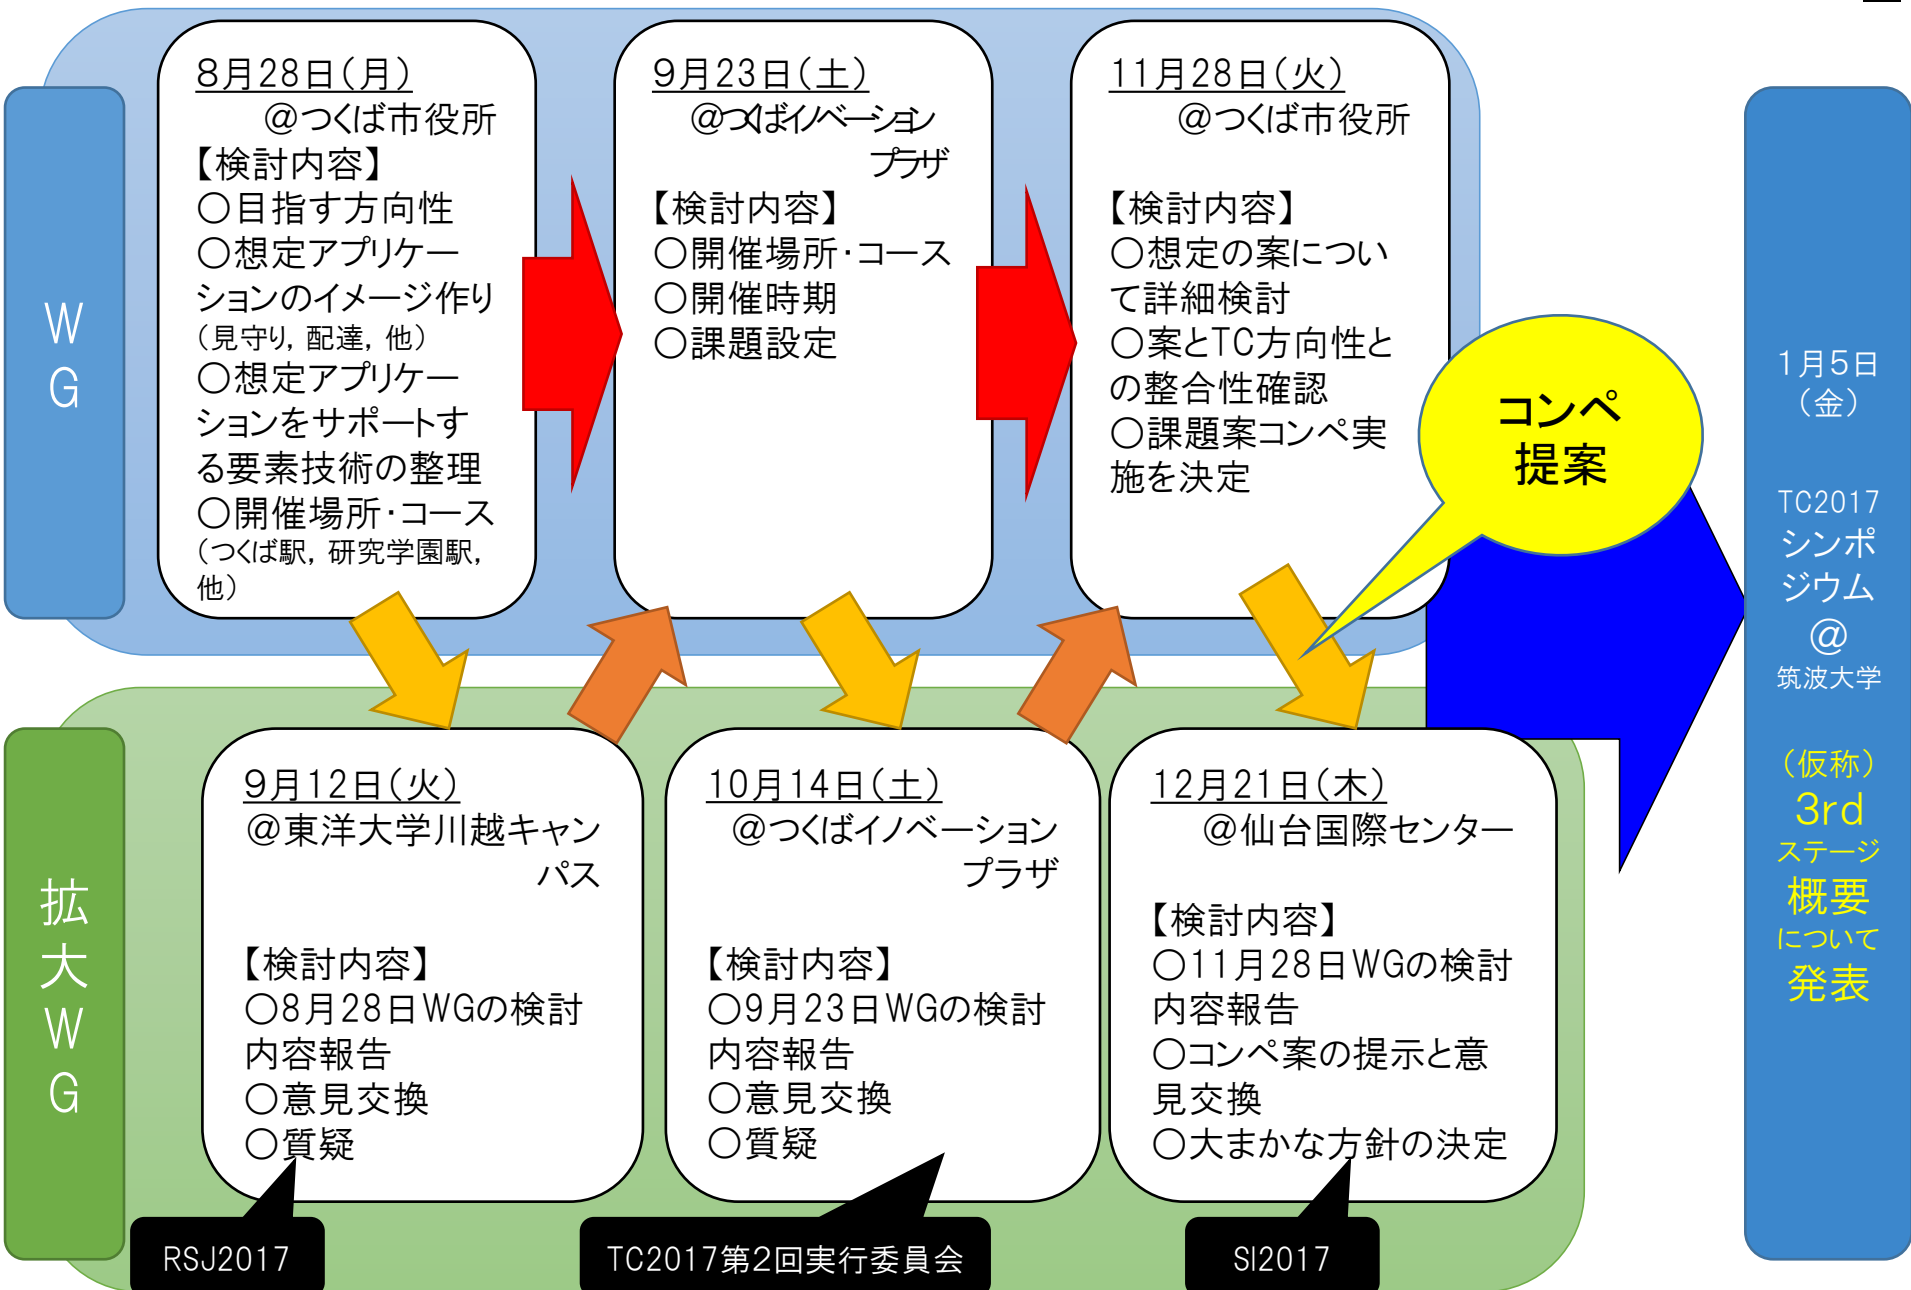 WG
8月28日(月)
@つくば市役所
【検討内容】
○目指す方向性
○想定アプリケー
ションのイメージ作り
（見守り, 配達, 他）
○想定アプリケー
ションをサポートす
る要素技術の整理
○開催場所・コース
（つくば駅, 研究学園駅,
他）
9月23日(土)
@つくばイノベーション
プラザ
【検討内容】
○開催場所・コース
○開催時期
○課題設定
11月28日(火)
@つくば市役所
【検討内容】
○想定の案につい
て詳細検討
○案とTC方向性と
の整合性確認
○課題案コンペ実
施を決定
コンペ
提案
拡大WG
9月12日(火)
@東洋大学川越キャン
パス
【検討内容】
○8月28日WGの検討
内容報告
○意見交換
○質疑
RSJ2017
10月14日(土)
@つくばイノベーション
プラザ
【検討内容】
○9月23日WGの検討
内容報告
○意見交換
○質疑
TC2017第2回実行委員会
12月21日(木)
@仙台国際センター
【検討内容】
○11月28日WGの検討
内容報告
○コンペ案の提示と意
見交換
○大まかな方針の決定
SI2017
1月5日
（金）
TC2017
シンポ
ジウム
@
筑波大学
（仮称）
3rd
ステージ
概要
について
発表